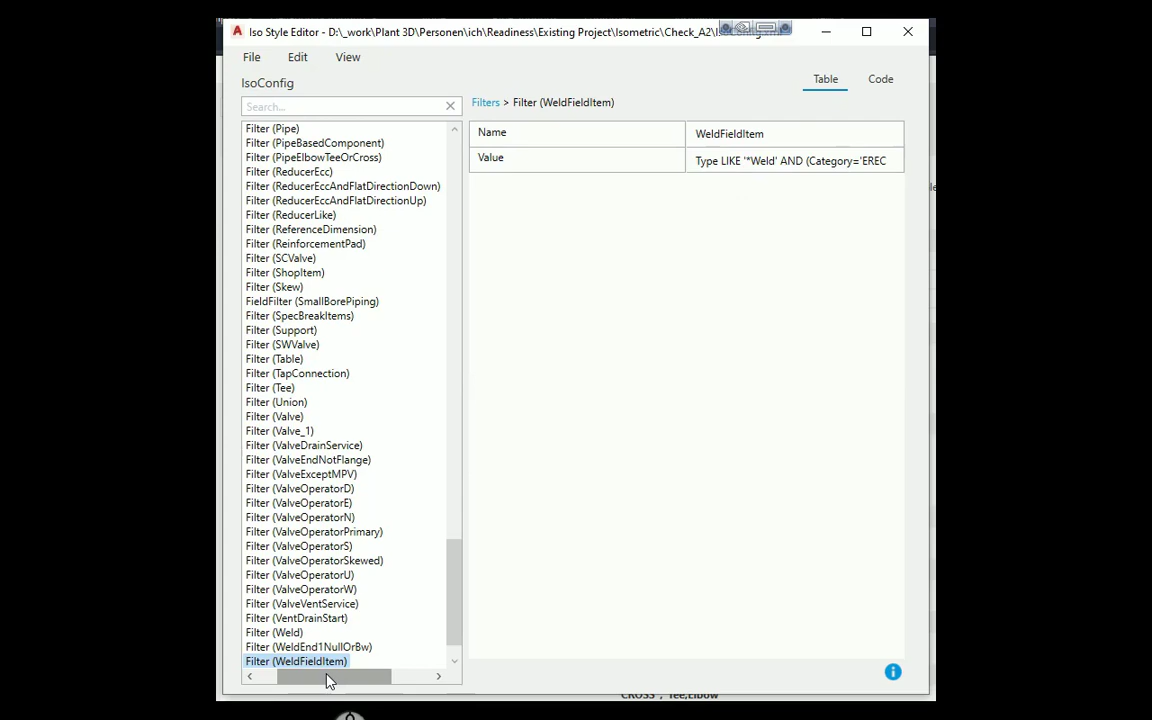 Iso Style Editor - D:\_work\Plant 3D\Personen\ich\Readiness\Existing Project\Isometric\Check_A2\
File Edit View
IsoConfig
Table Code
Search...
Filters > Filter (WeldFieldItem)
Filter (Pipe)
Filter (PipeBasedComponent)
Filter (PipeElbowTeeOrCross)
Filter (ReducerEcc)
Filter (ReducerEccAndFlatDirectionDown)
Filter (ReducerEccAndFlatDirectionUp)
Filter (ReducerLike)
Filter (ReferenceDimension)
Filter (ReinforcementPad)
Filter (SCValve)
Filter (ShopItem)
Filter (Skew)
FieldFilter (SmallBorePiping)
Filter (SpecBreakItems)
Filter (Support)
Filter (SWValve)
Filter (Table)
Filter (TapConnection)
Filter (Tee)
Filter (Union)
Filter (Valve)
Filter (Valve_1)
Filter (ValveDrainService)
Filter (ValveEndNotFlange)
Filter (ValveExceptMPV)
Filter (ValveOperatorD)
Filter (ValveOperatorE)
Filter (ValveOperatorN)
Filter (ValveOperatorPrimary)
Filter (ValveOperatorS)
Filter (ValveOperatorSkewed)
Filter (ValveOperatorU)
Filter (ValveOperatorW)
Filter (ValveVentService)
Filter (VentDrainStart)
Filter (Weld)
Filter (WeldEnd1NullOrBw)
Filter (WeldFieldItem)
Name WeldFieldItem
Value Type LIKE '*Weld' AND (Category='EREC
CROSS", Tee,Elbow